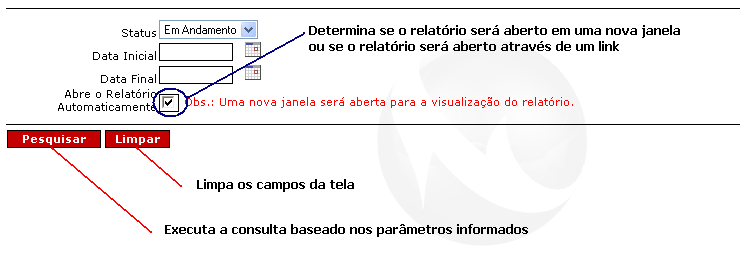 Status Em Andamento
Determina se o relatório será aberto em uma nova janela
ou se o relatório será aberto através de um link
Data Inicial
Data Final
Abre o Relatório
Automaticamente
Obs.: Uma nova janela será aberta para a visualização do relatório.
Pesquisar Limpar
Limpa os campos da tela
Executa a consulta baseado nos parâmetros informados